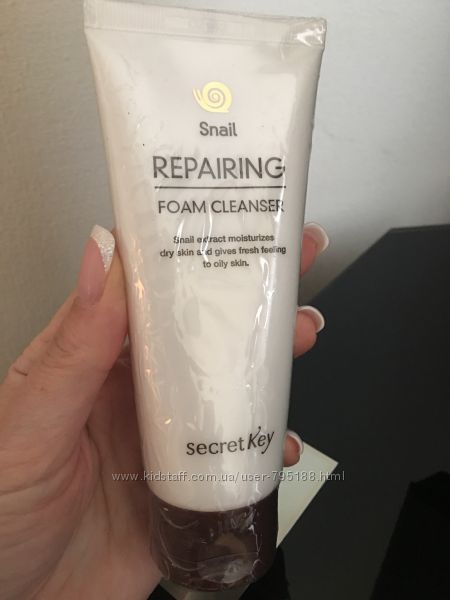 Snail
REPAIRING
FOAM CLEANSER
Snail extract moisturizes
dry skin and gives fresh feeling
to oily skin.
secretKey
www.kidstaff.com.ua/user-795188.html